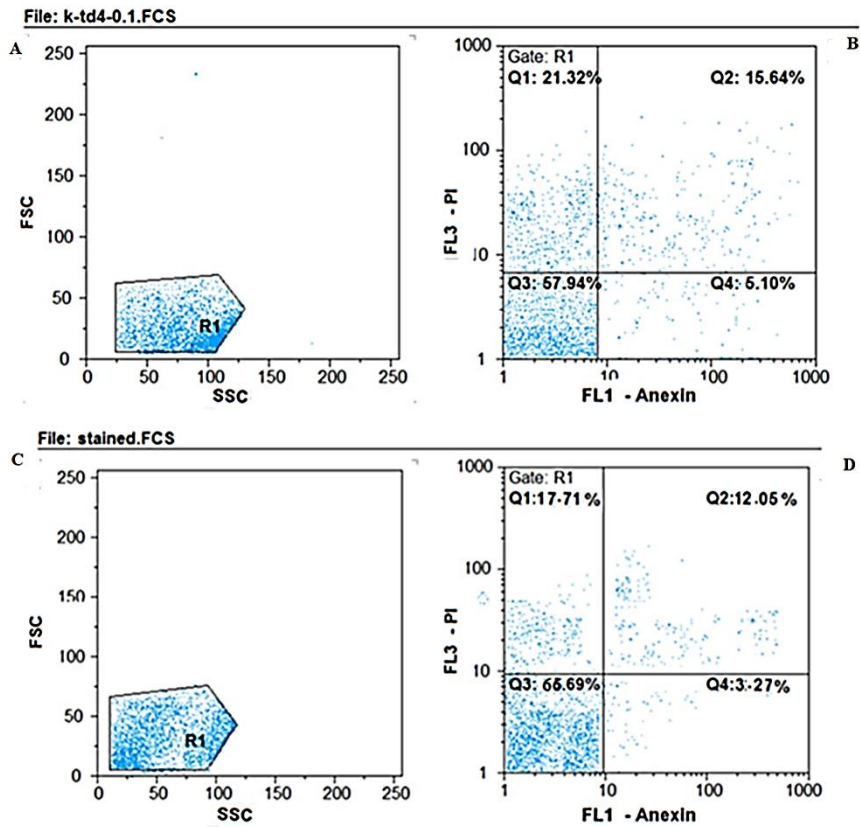 File: k-td4-0.1.FCS
A
B
250
200
150
100
50
0
FSC
R1
0 50 100 150 200 250
SSC
1000
100
10
1
FL3 - PI
Gate: R1
Q1: 21.32% Q2: 15.64%
Q3: 57.94% Q4: 5.10%
1 10 100 1000
FL1 - Anexin
File: stained.FCS
C
D
250
200
150
100
50
0
FSC
R1
0 50 100 150 200 250
SSC
1000
100
10
1
FL3 - PI
Gate: R1
Q1:17-71 % Q2:12.05 %
Q3: 66.69% Q4:3-27%
1 10 100 1000
FL1 - Anexin